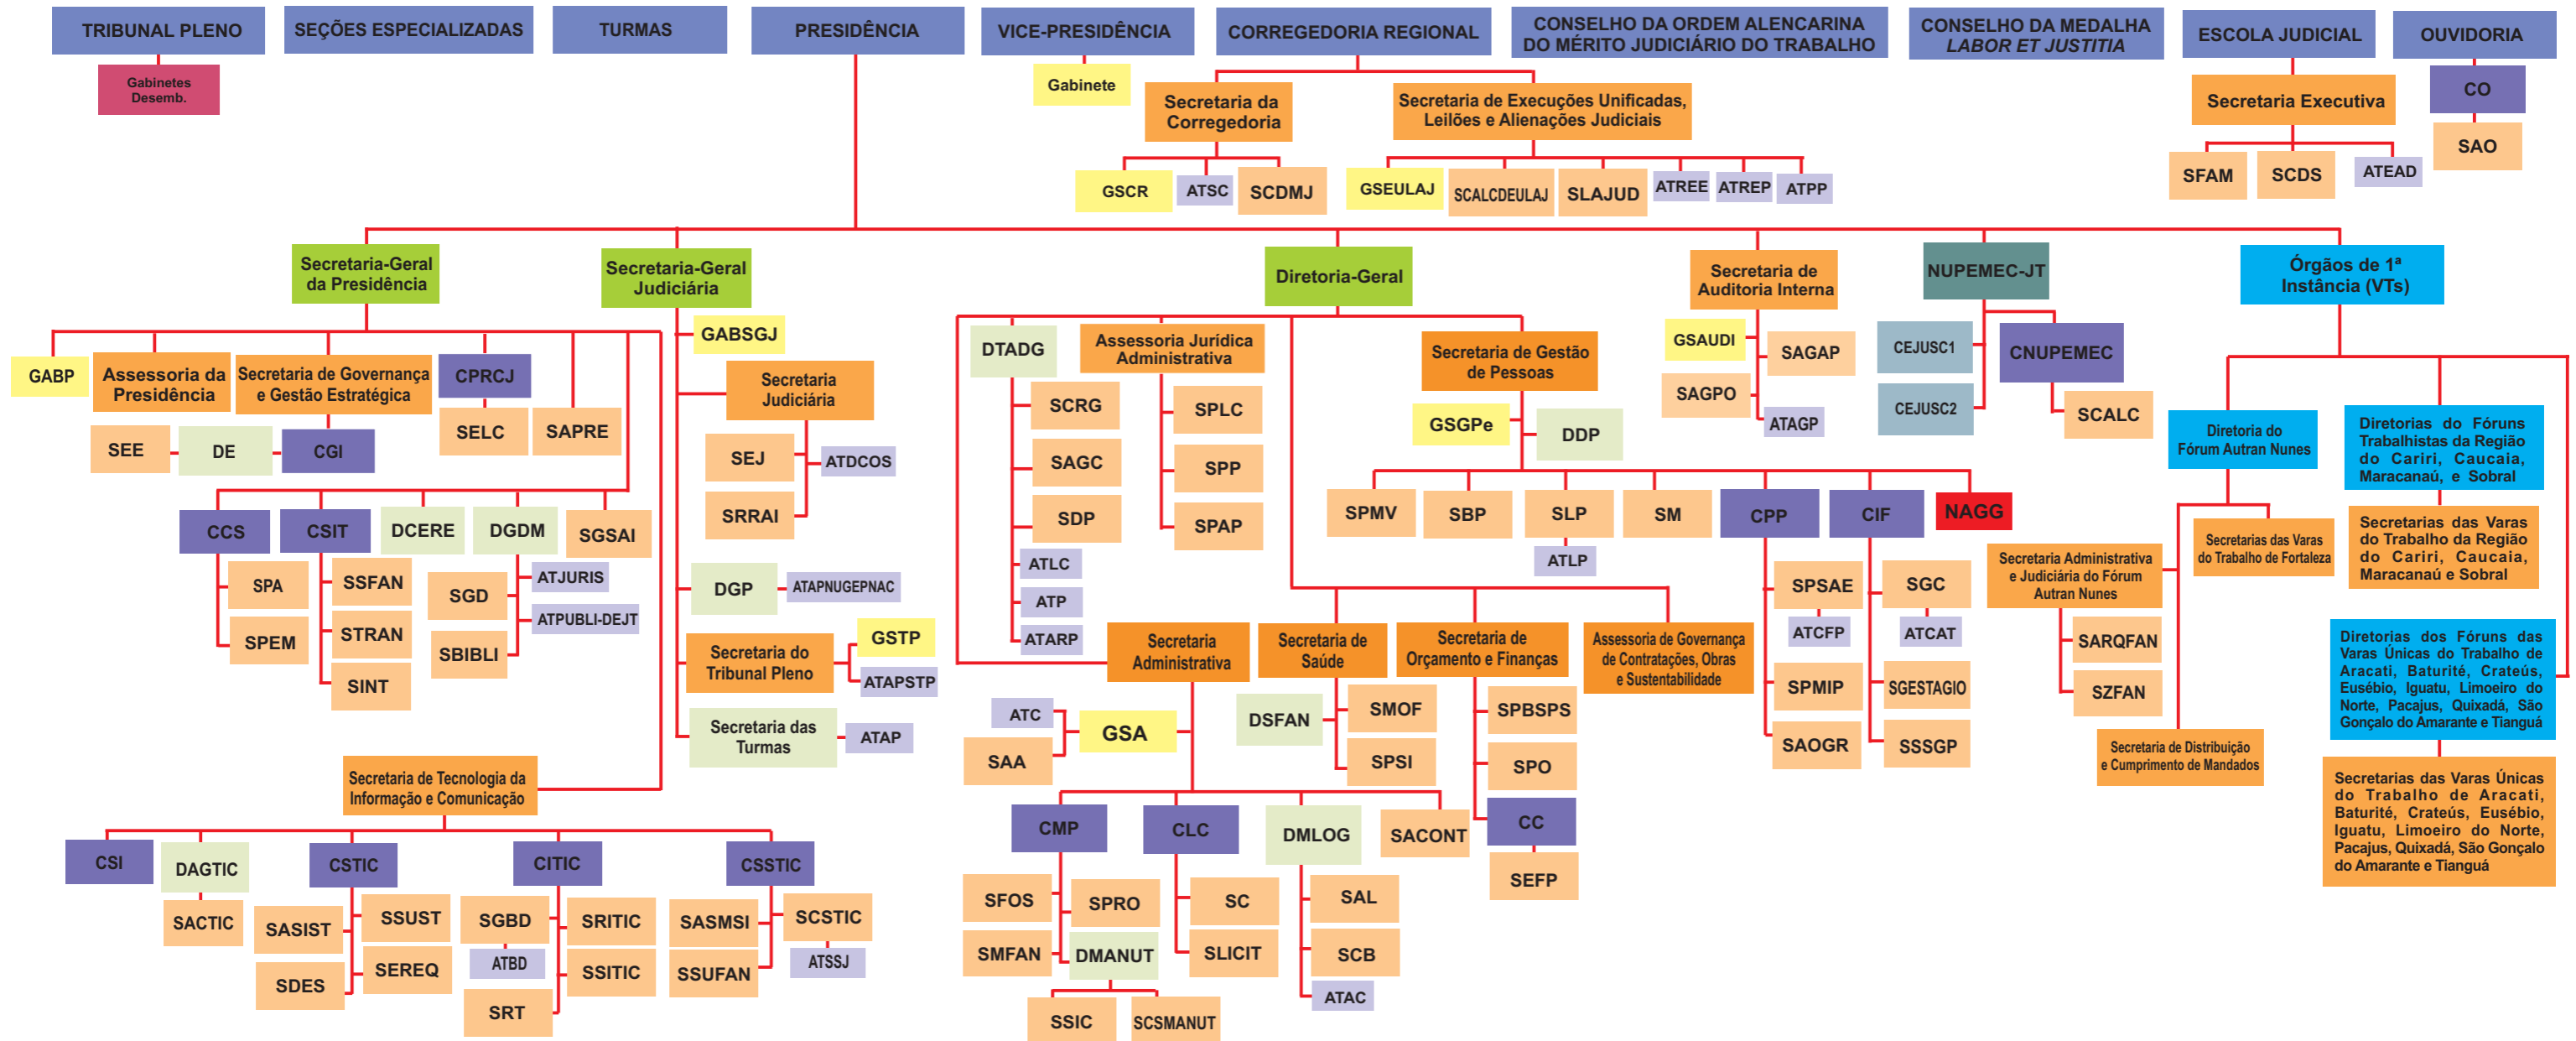 TRIBUNAL PLENO
SEÇÕES ESPECIALIZADAS
TURMAS
PRESIDÊNCIA
VICE-PRESIDÊNCIA
CORREGEDORIA REGIONAL
CONSELHO DA ORDEM ALENCARINA
DO MÉRITO JUDICIÁRIO DO TRABALHO
CONSELHO DA MEDALHA
LABOR ET JUSTITIA
ESCOLA JUDICIAL
OUVIDORIA
Gabinetes
Desemb.
Gabinete
Secretaria da
Corregedoria
Secretaria de Execuções Unificadas,
Leilões e Alienações Judiciais
Secretaria Executiva
CO
SAO
GSCR
ATSC
SCDMJ
GSEULAJ
SCALCDEULAJ
SLAJUD
ATREE
ATREP
ATPP
SFAM
SCDS
ATEAD
Secretaria-Geral
da Presidência
Secretaria-Geral
Judiciária
Diretoria-Geral
Secretaria de
Auditoria Interna
NUPEMEC-JT
Órgãos de 1ª
Instância (VTs)
GABP
Assessoria da
Presidência
Secretaria de Governança
e Gestão Estratégica
CPRCJ
SELC
SAPRE
SEE
DE
CGI
CCS
CSIT
DCERE
DGDM
SGSAI
SPA
SPEM
SSFAN
STRAN
SINT
SGD
SBIBLI
ATJURIS
ATPUBLI-DEJT
Secretaria de Tecnologia da
Informação e Comunicação
CSI
DAGTIC
CSTIC
CITIC
CSSTIC
SACTIC
SASIST
SSUST
SDES
SEREQ
SGBD
ATBD
SRITIC
SSITIC
SRT
SASMSI
SCSTIC
SSUFAN
ATSSJ
GABSGJ
Secretaria
Judiciária
SEJ
ATDCOS
SRRAI
DGP
ATAPNUGEPNAC
Secretaria do
Tribunal Pleno
GSTP
ATAPSTP
Secretaria das
Turmas
ATAP
DTADG
SCRG
SAGC
SDP
ATLC
ATP
ATARP
Assessoria Jurídica
Administrativa
SPLC
SPP
SPAP
Secretaria de Gestão
de Pessoas
GSGPe
DDP
SPMV
SBP
SLP
ATLP
SM
CPP
CIF
NAGG
SPSAE
ATCFP
SPMIP
SAOGR
SGC
ATCAT
SGESTAGIO
SSSGP
Secretaria
Administrativa
ATC
GSA
SAA
Secretaria de
Saúde
DSFAN
SMOF
SPSI
Secretaria de
Orçamento e Finanças
SPBSPS
SPO
CC
SEFP
Assessoria de Governança
de Contratações, Obras
e Sustentabilidade
CMP
CLC
DMLOG
SACONT
SFOS
SPRO
SMFAN
DMANUT
SSIC
SCSMANUT
SC
SLICIT
SAL
SCB
ATAC
GSAUDI
SAGAP
SAGPO
ATAGP
CEJUSC1
CEJUSC2
CNUPEMEC
SCALC
Diretoria do
Fórum Autran Nunes
Diretorias do Fóruns
Trabalhistas da Região
do Cariri, Caucaia,
Maracanaú, e Sobral
Secretarias das Varas
do Trabalho de Fortaleza
Secretarias das Varas
do Trabalho da Região
do Cariri, Caucaia,
Maracanaú e Sobral
Secretaria Administrativa
e Judiciária do Fórum
Autran Nunes
SARQFAN
SZFAN
Secretaria de Distribuição
e Cumprimento de Mandados
Diretorias dos Fóruns das
Varas Únicas do Trabalho de
Aracati, Baturité, Crateús,
Eusébio, Iguatu, Limoeiro do
Norte, Pacajus, Quixadá, São
Gonçalo do Amarante e Tianguá
Secretarias das Varas Únicas
do Trabalho de Aracati,
Baturité, Crateús, Eusébio,
Iguatu, Limoeiro do Norte,
Pacajus, Quixadá, São Gonçalo
do Amarante e Tianguá